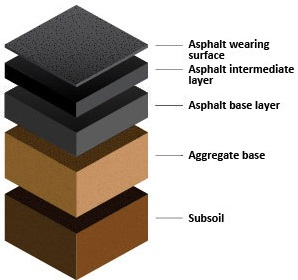 Asphalt wearing
surface
Asphalt intermediate
layer
Asphalt base layer
Aggregate base
Subsoil